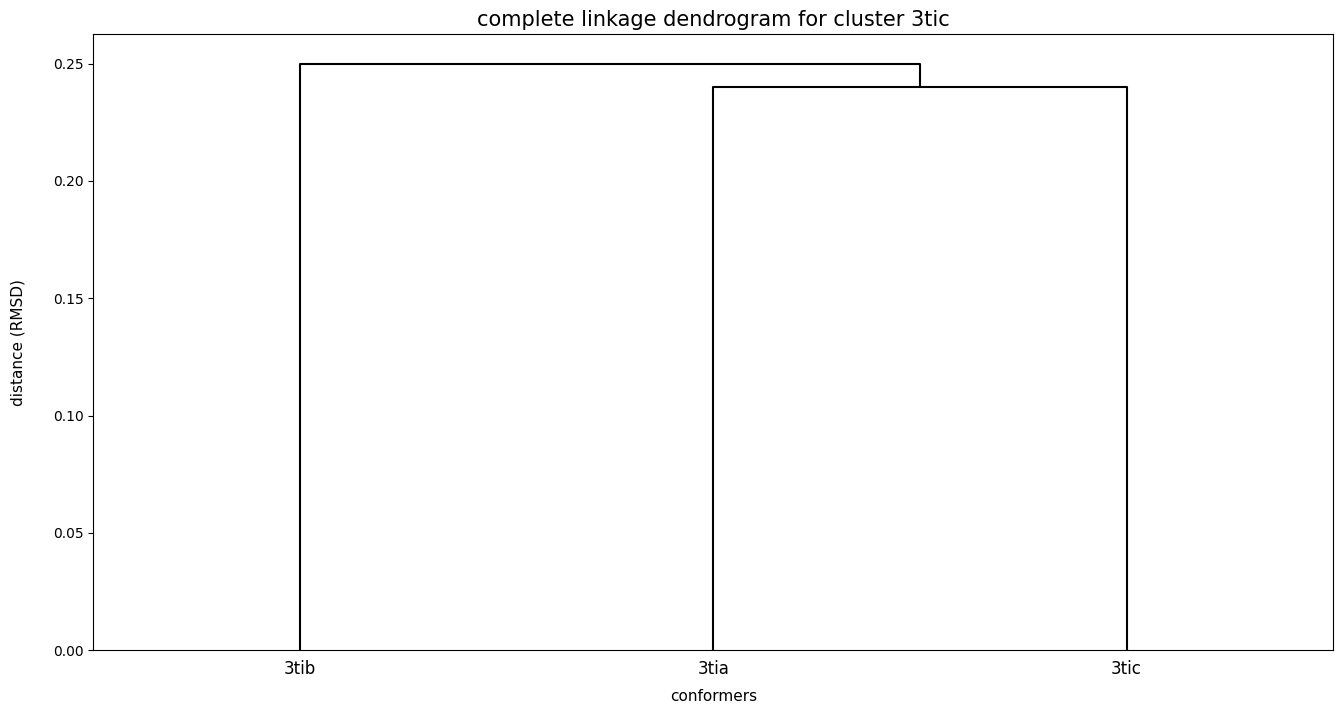 complete linkage dendrogram for cluster 3tic
0.25
0.20
0.15
0.10
0.05
0.00
distance (RMSD)
3tib 3tia 3tic
conformers